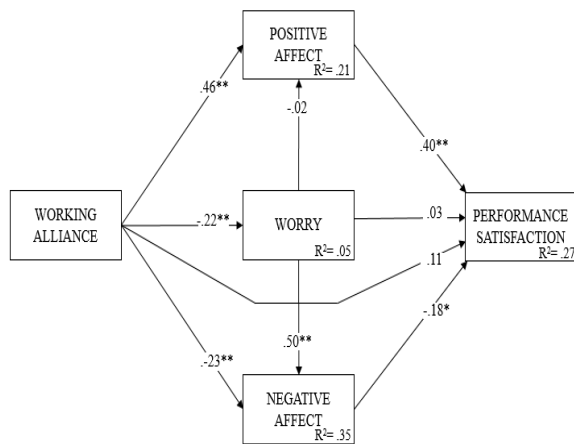 POSITIVE
AFFECT
R²= .21
.46**
-.02
.40**
WORKING
ALLIANCE
-.22**
WORRY
R²= .05
.03
PERFORMANCE
SATISFACTION
R²= .27
.11
.-23**
.50**
-.18*
NEGATIVE
AFFECT
R²= .35